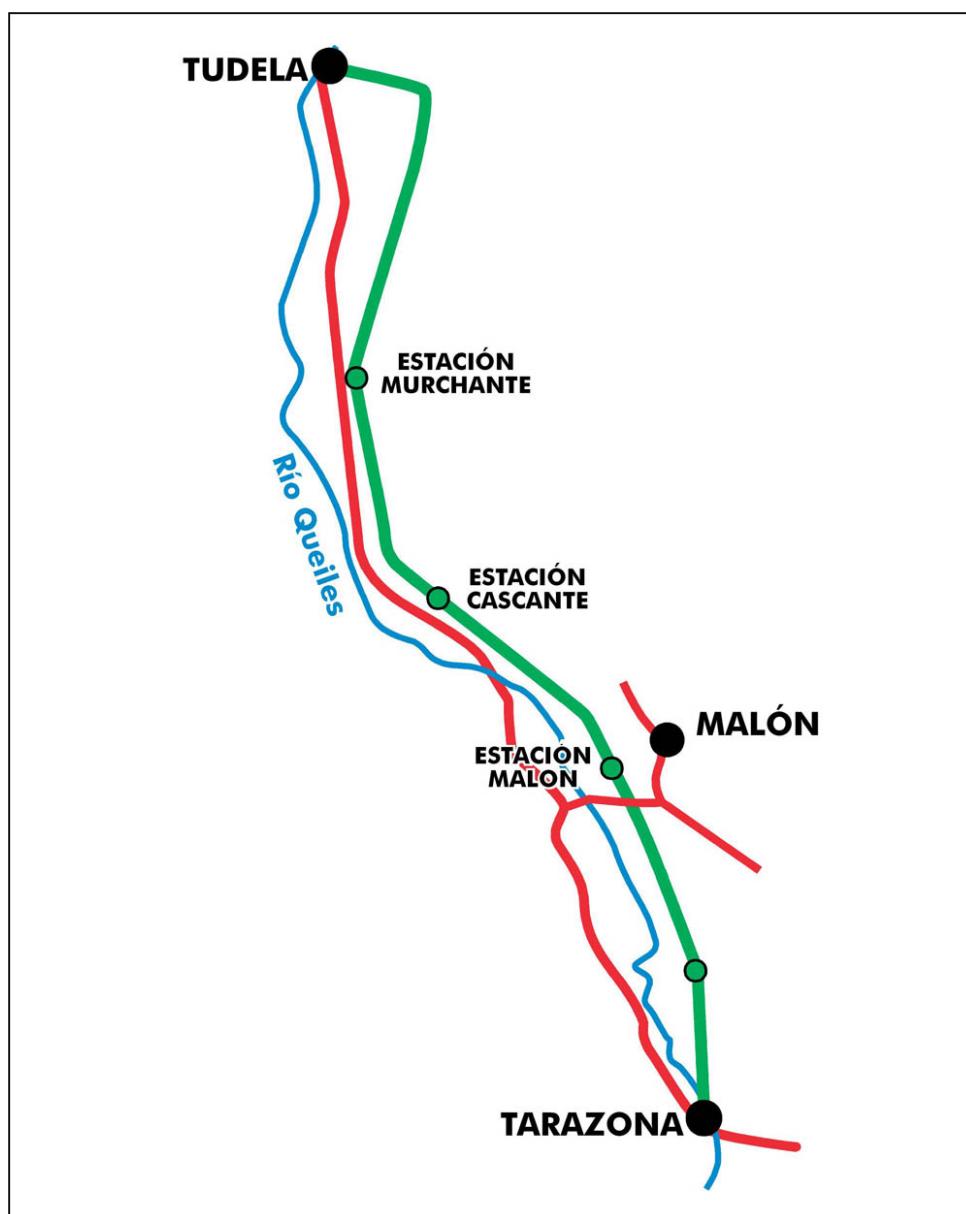 TUDELA
ESTACIÓN
MURCHANTE
Río Queiles
ESTACIÓN
CASCANTE
MALÓN
ESTACIÓN
MALON
TARAZONA